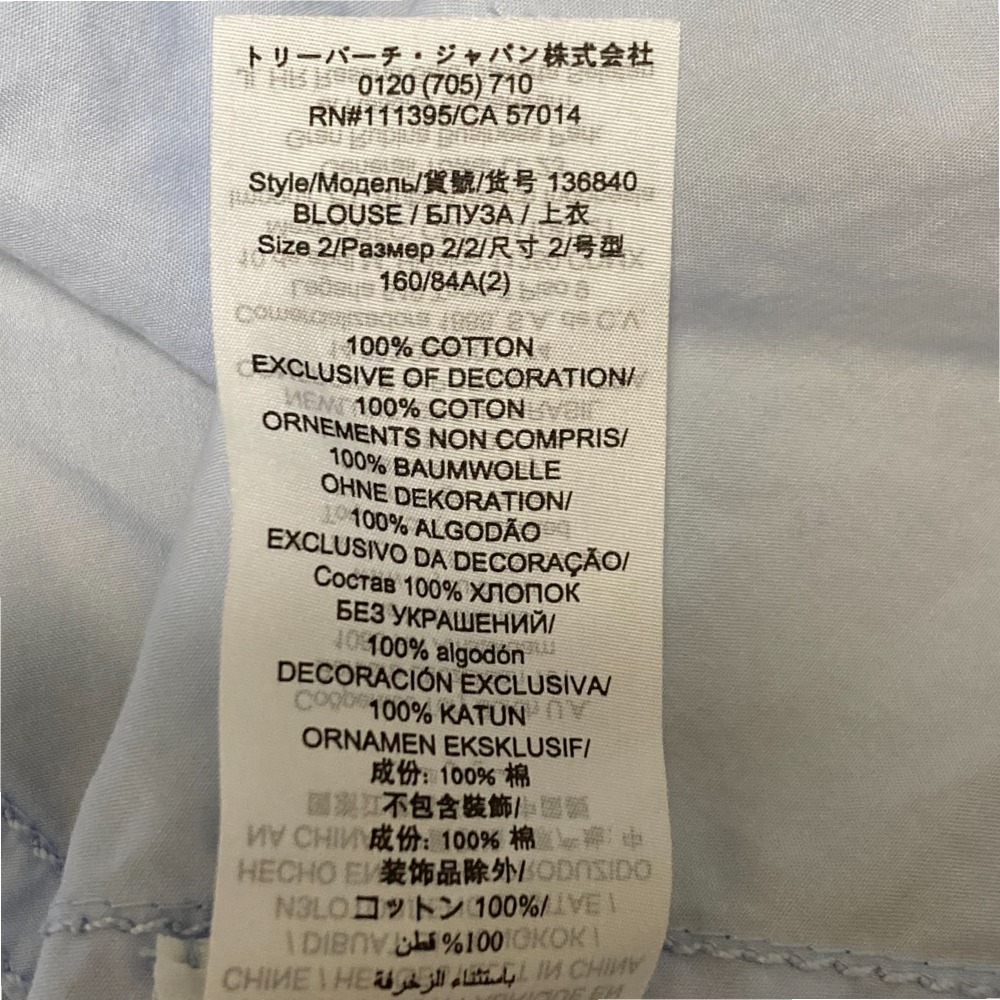 トリーバーチ・ジャパン株式会社
0120 (705) 710
RN#111395/CA 57014
Style/Модель/貨號/货号 136840
BLOUSE / БЛУЗА / 上衣
Size 2/Размер 2/2/尺寸 2/号型
160/84A(2)
100% COTTON
EXCLUSIVE OF DECORATION/
100% COTON
ORNEMENTS NON COMPRIS/
100% BAUMWOLLE
OHNE DEKORATION/
100% ALGODÃO
EXCLUSIVO DA DECORAÇÃO/
Состав 100% ХЛОПОК
БЕЗ УКРАШЕНИЙ/
100% algodón
DECORACIÓN EXCLUSIVA/
100% KATUN
ORNAMEN EKSKLUSIF/
成份: 100% 棉
不包含裝飾/
成份: 100% 棉
装饰品除外/
コットン 100%/
100% قطن
باستثناء الزخرفة